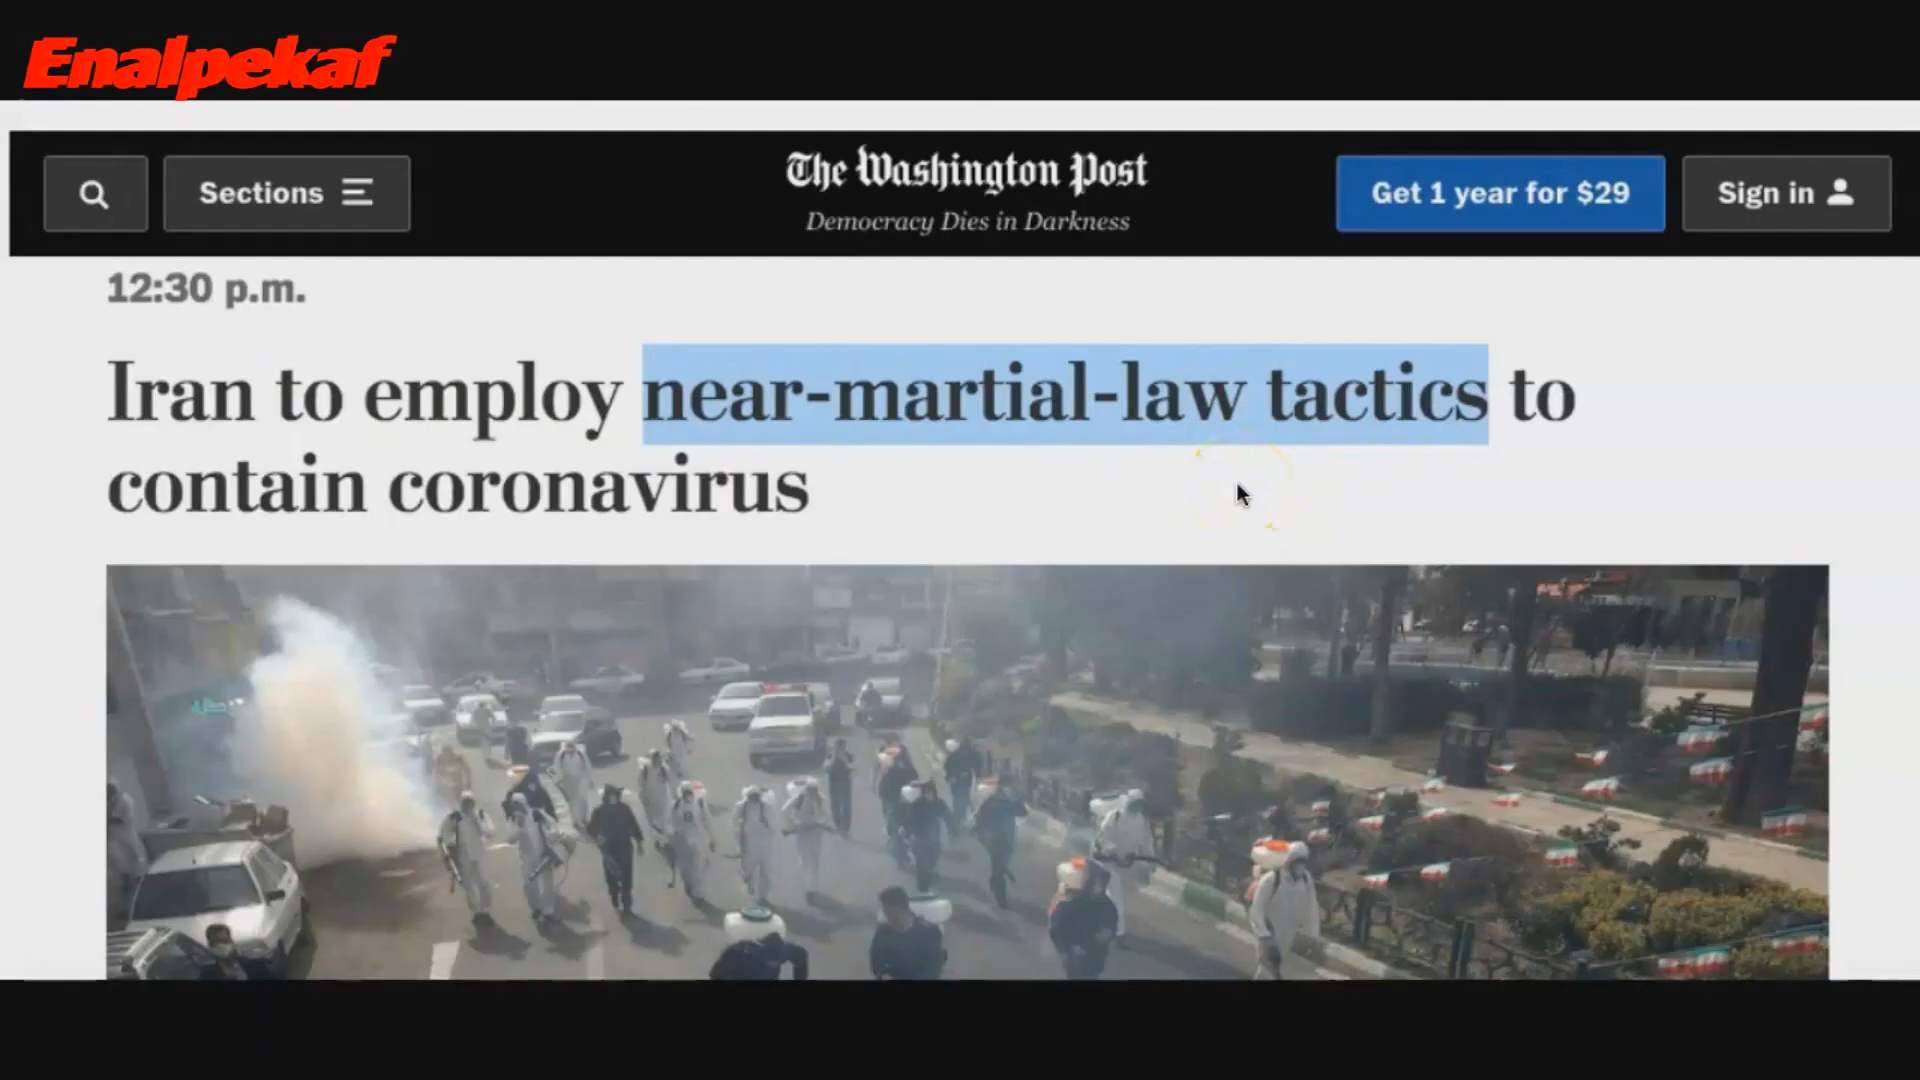 Enalpekaf
Sections
The Washington Post
Democracy Dies in Darkness
Get 1 year for $29
Sign in
12:30 p.m.
Iran to employ near-martial-law tactics to
contain coronavirus